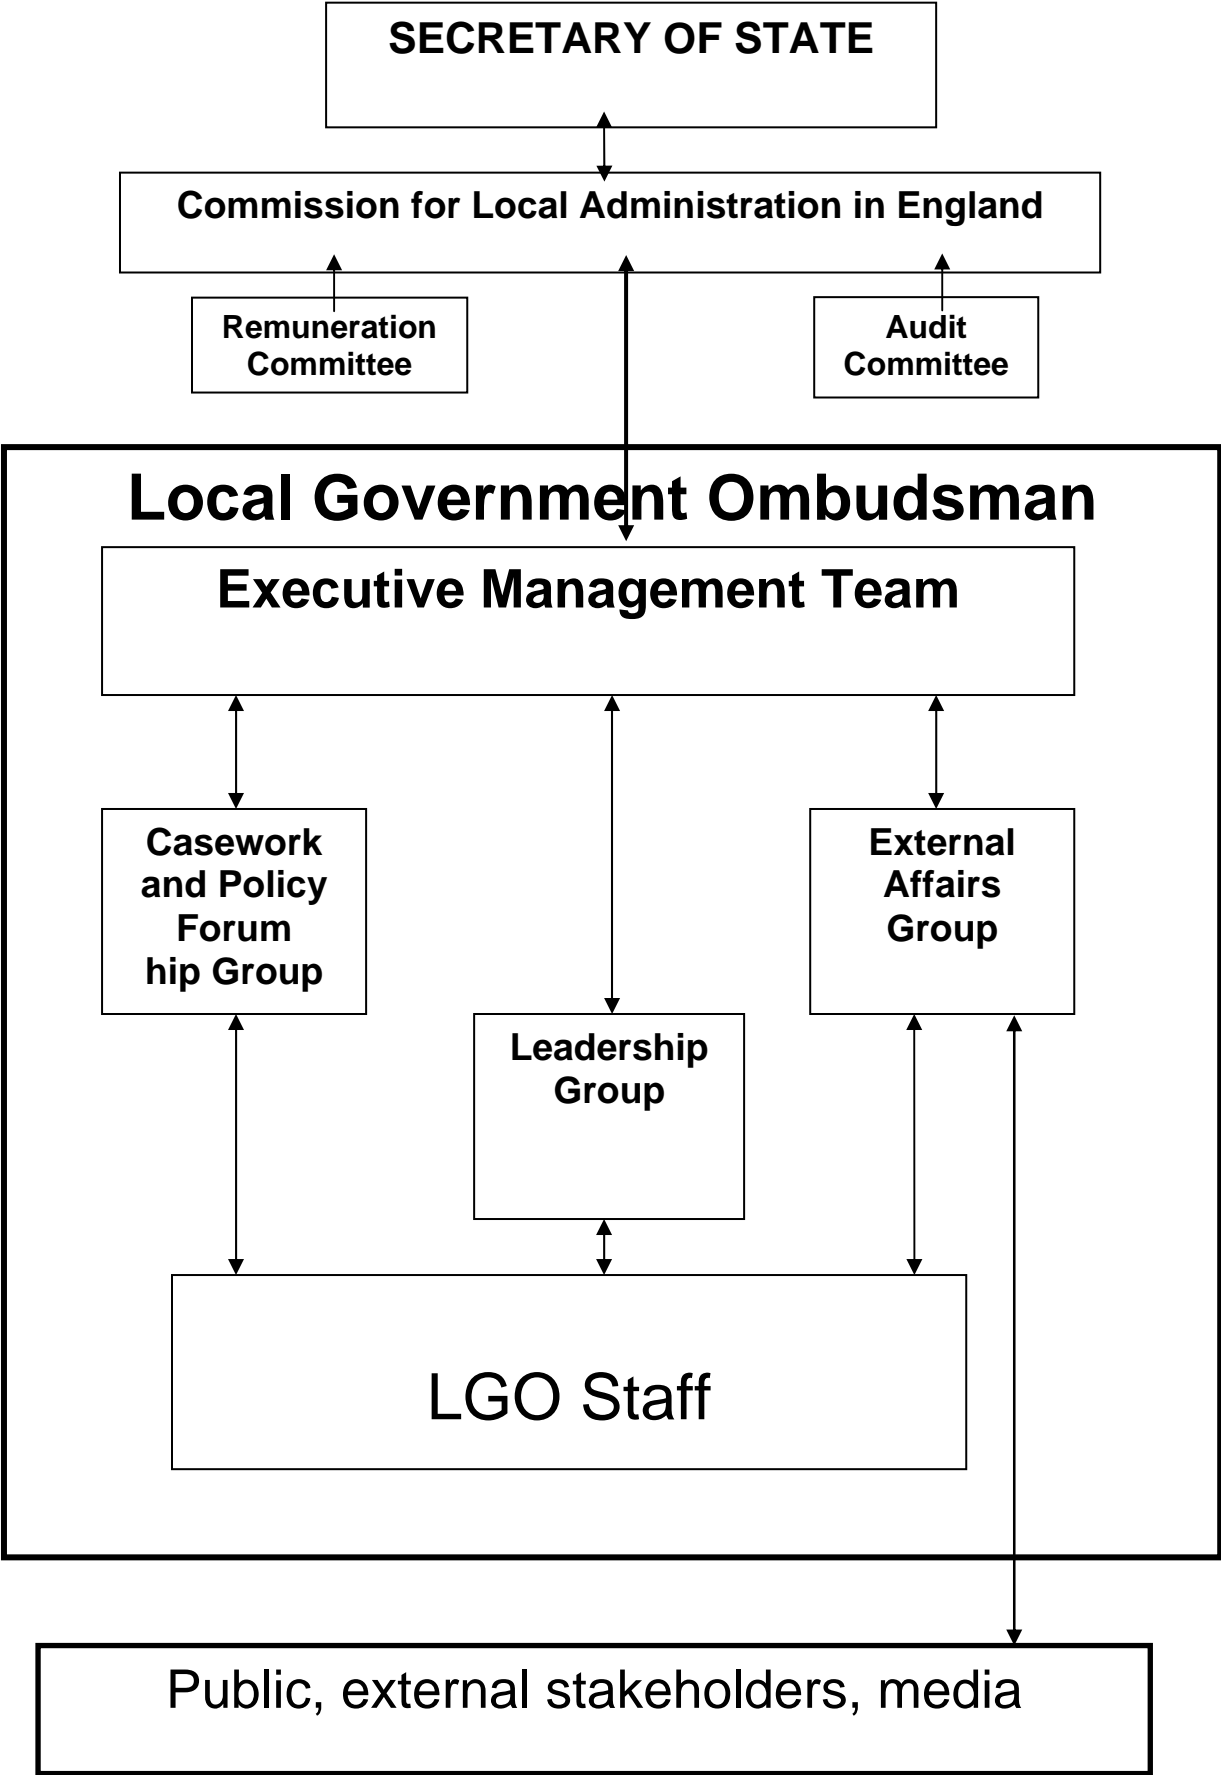 SECRETARY OF STATE
Commission for Local Administration in England
Remuneration
Committee
Audit
Committee
Local Government Ombudsman
Executive Management Team
Casework
and Policy
Forum
hip Group
External
Affairs
Group
Leadership
Group
LGO Staff
Public, external stakeholders, media